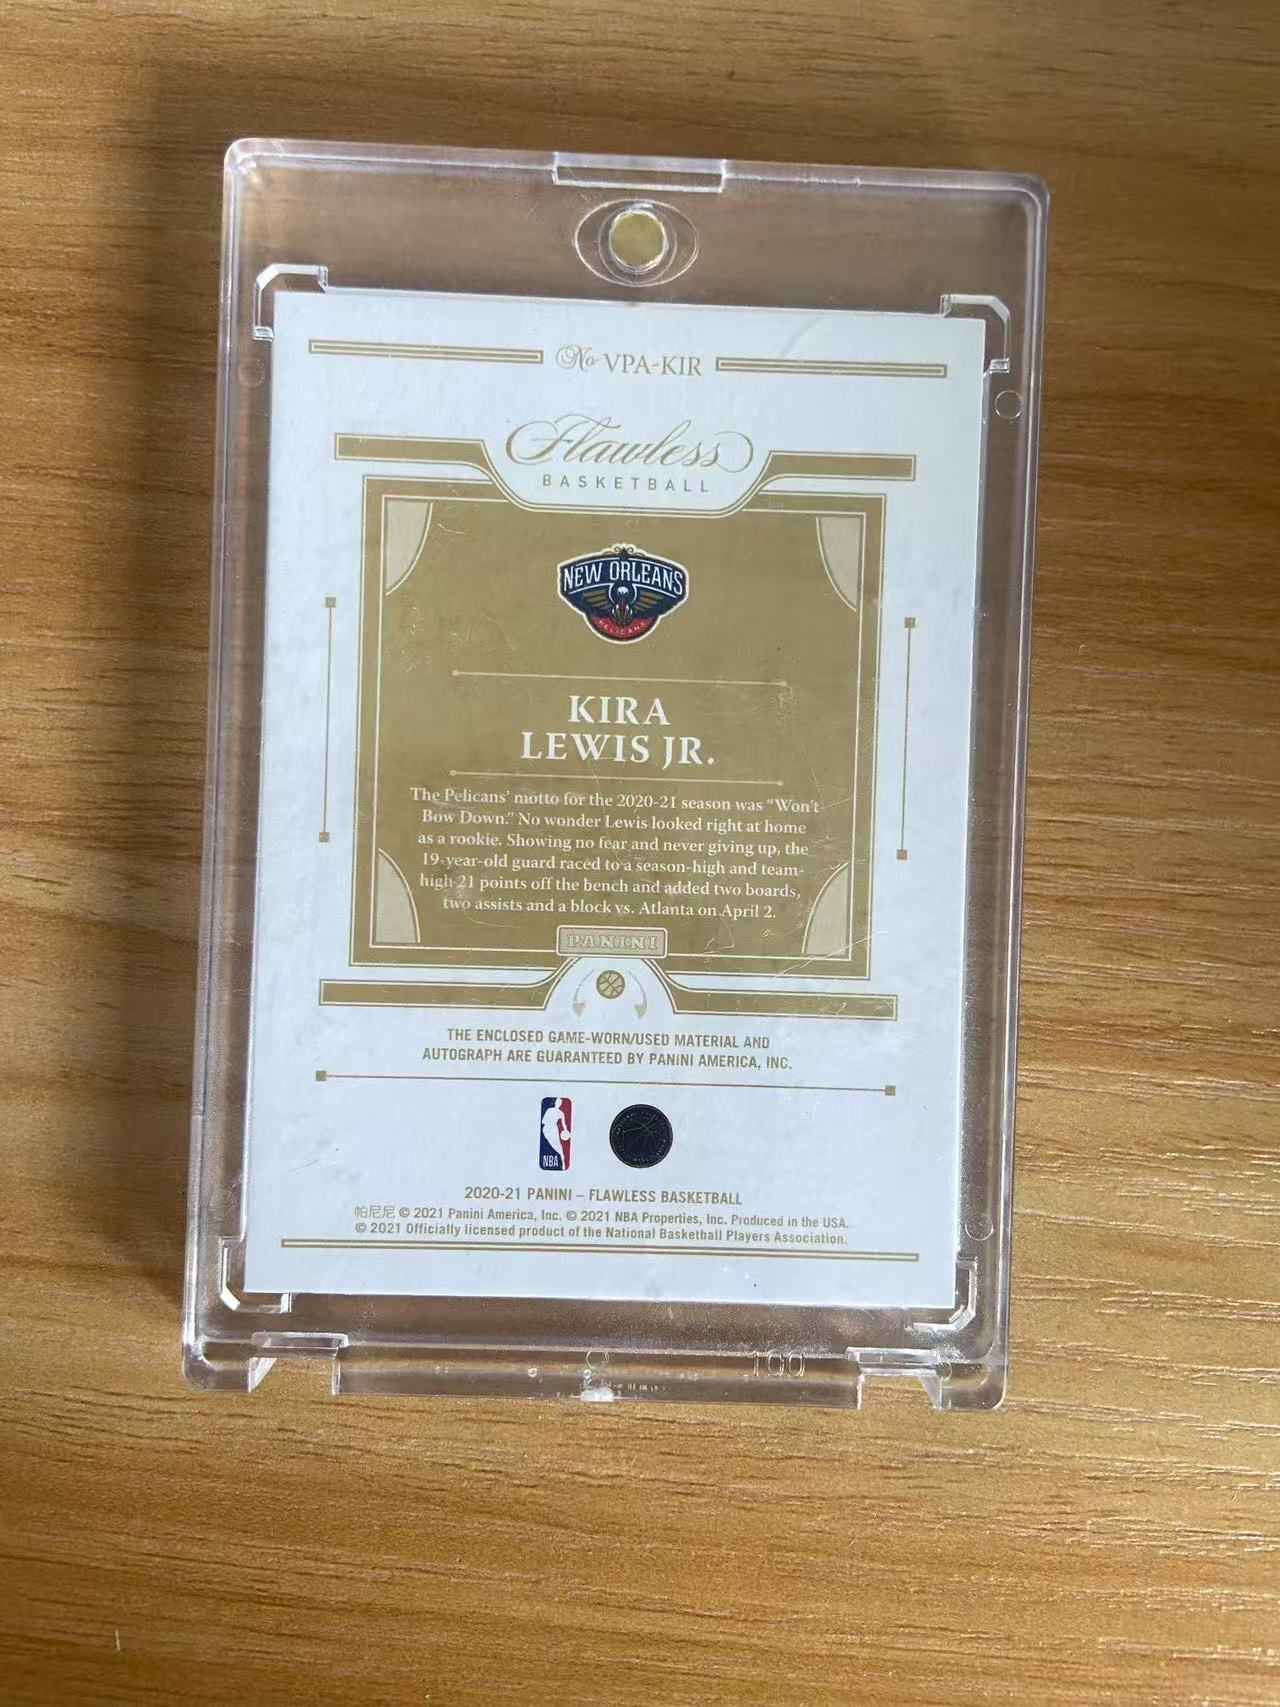 No VPA-KIR
Flawless
BASKETBALL
NEW ORLEANS
PELICANS
KIRA
LEWIS JR.
The Pelicans' motto for the 2020-21 season was "Won't
Bow Down." No wonder Lewis looked right at home
as a rookie. Showing no fear and never giving up, the
19-year-old guard raced to a season-high and team-
high 21 points off the bench and added two boards,
two assists and a block vs. Atlanta on April 2.
PANINI
THE ENCLOSED GAME-WORN/USED MATERIAL AND
AUTOGRAPH ARE GUARANTEED BY PANINI AMERICA, INC.
NBA
2020-21 PANINI – FLAWLESS BASKETBALL
帕尼尼 © 2021 Panini America, Inc. © 2021 NBA Properties, Inc. Produced in the USA.
© 2021 Officially licensed product of the National Basketball Players Association.
100